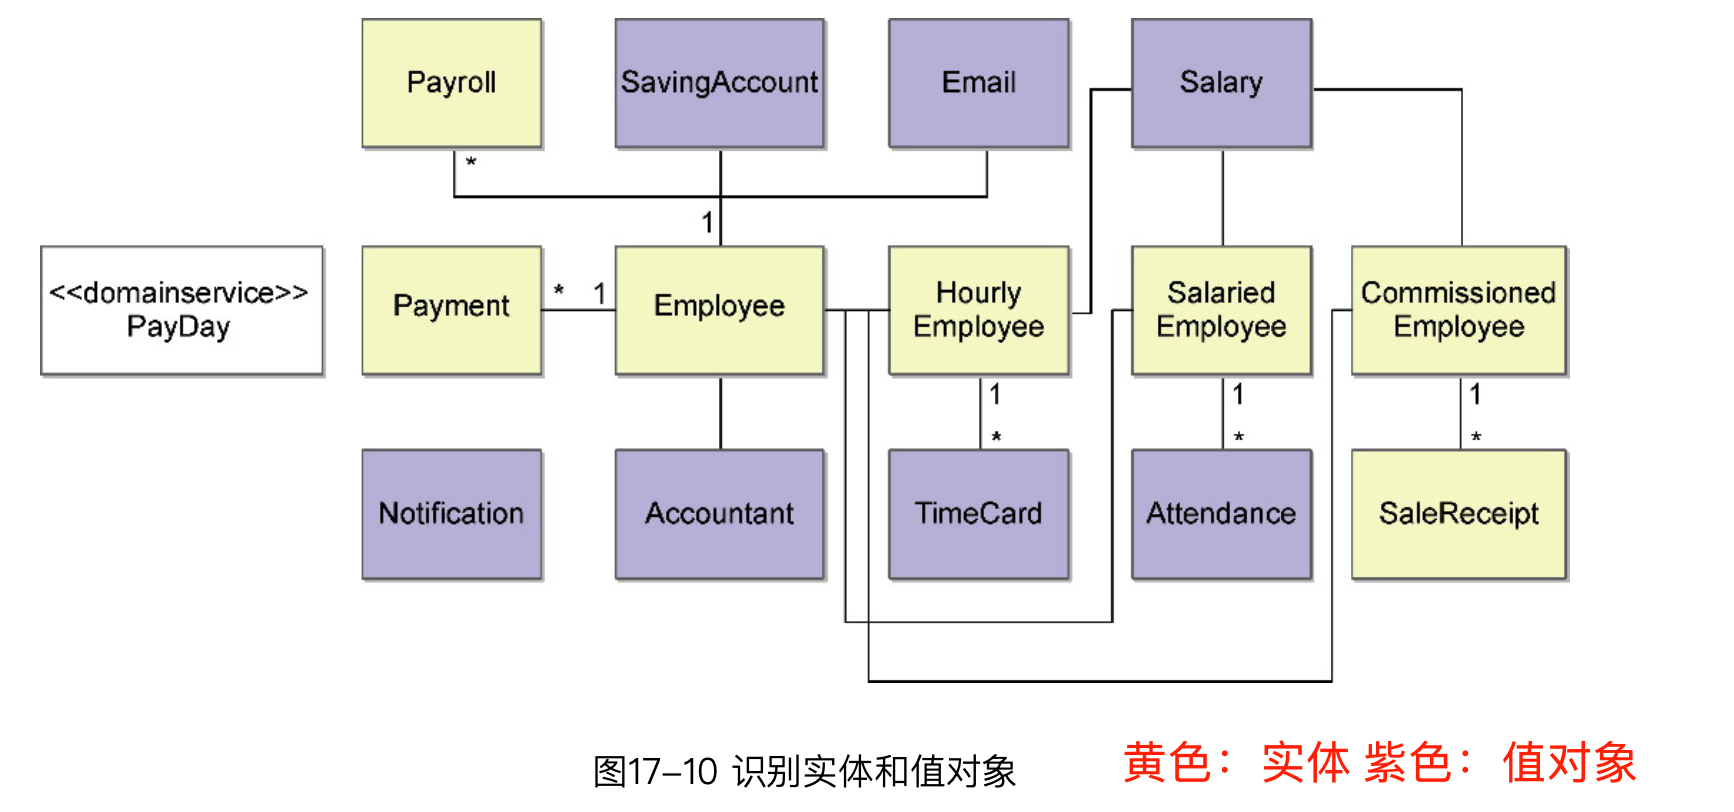 Payroll
SavingAccount
Email
Salary
*
1
<<domainservice>>
PayDay
Payment
* 1
Employee
Hourly
Employee
Salaried
Employee
Commissioned
Employee
1
*
1
*
1
*
Notification
Accountant
TimeCard
Attendance
SaleReceipt
图17-10 识别实体和值对象
黄色：实体 紫色：值对象